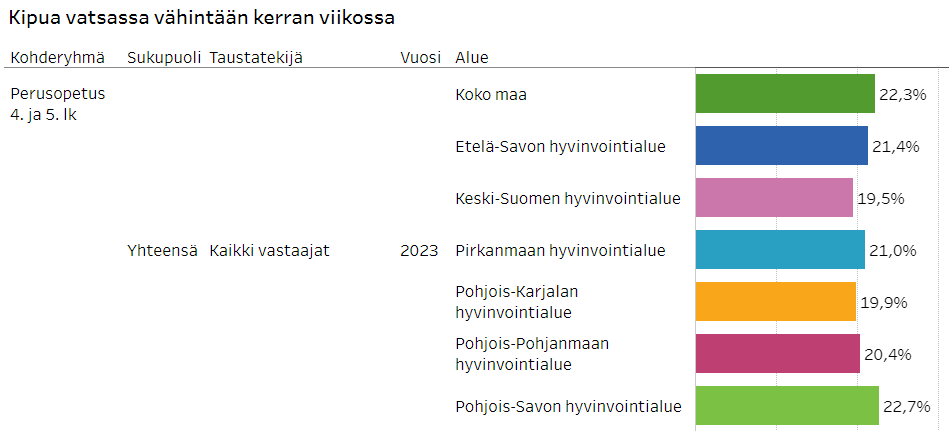 Kipua vatsassa vähintään kerran viikossa
Kohderyhmä Sukupuoli Taustatekijä Vuosi Alue
Perusopetus
4. ja 5. lk
Koko maa 22,3%
Etelä-Savon hyvinvointialue 21,4%
Keski-Suomen hyvinvointialue 19,5%
Yhteensä Kaikki vastaajat 2023 Pirkanmaan hyvinvointialue 21,0%
Pohjois-Karjalan
hyvinvointialue 19,9%
Pohjois-Pohjanmaan
hyvinvointialue 20,4%
Pohjois-Savon hyvinvointialue 22,7%